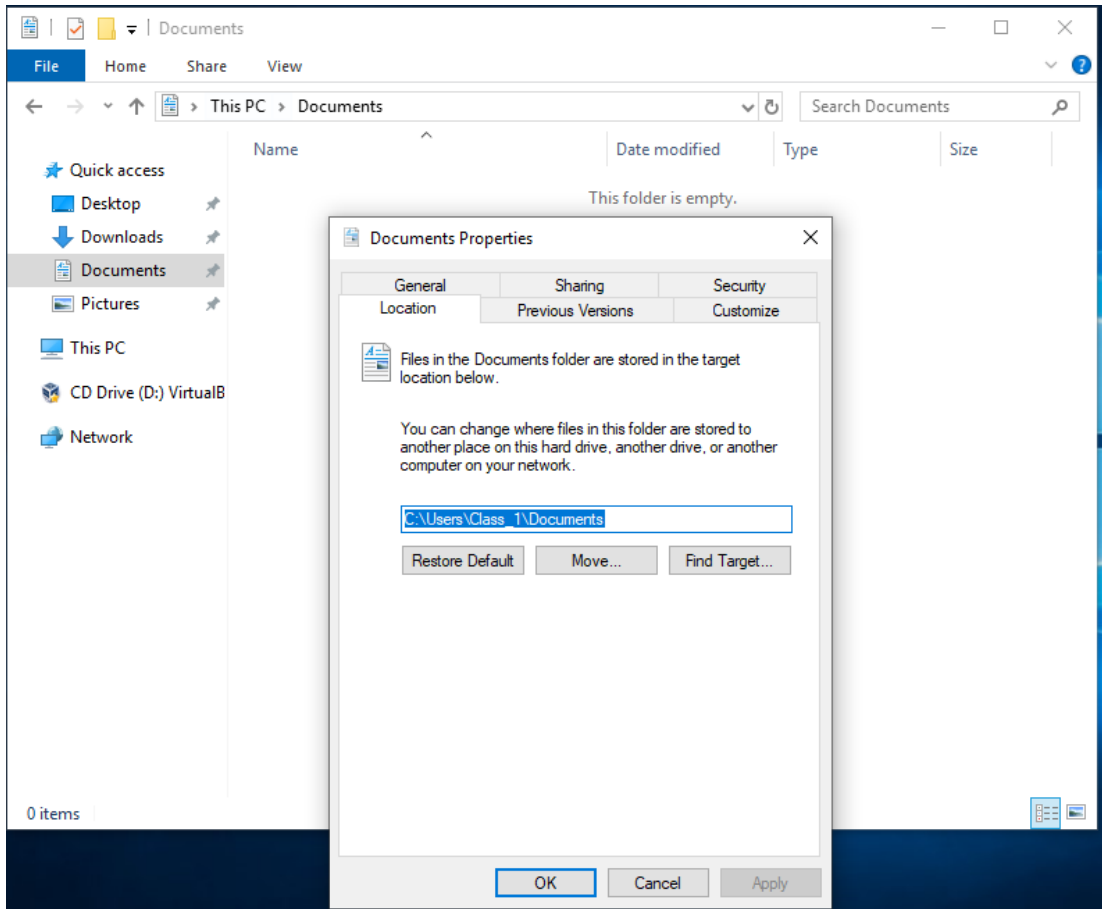 Documents
File Home Share View ?
This PC > Documents
Search Documents
Name Date modified Type Size
Quick access
Desktop
Downloads
Documents
Pictures
This PC
CD Drive (D:) VirtualB
Network
This folder is empty.
Documents Properties
General Sharing Security
Location Previous Versions Customize
Files in the Documents folder are stored in the target
location below.
You can change where files in this folder are stored to
another place on this hard drive, another drive, or another
computer on your network.
C:\Users\Class_1\Documents
Restore Default Move... Find Target...
OK Cancel Apply
0 items